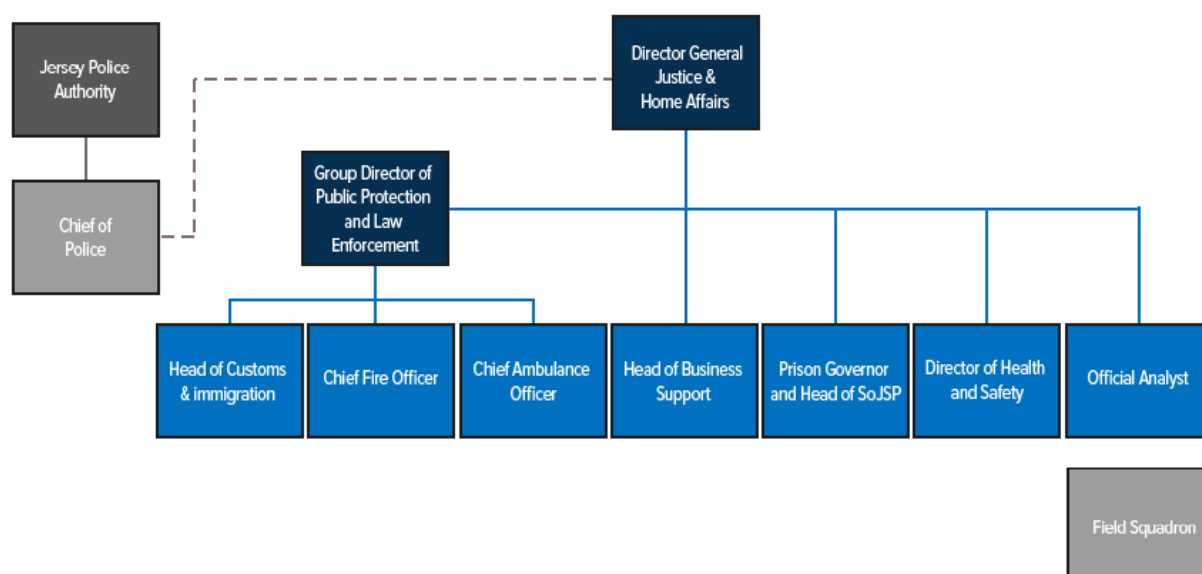 Jersey Police
Authority
Director General
Justice &
Home Affairs
Group Director of
Public Protection
and Law
Enforcement
Chief of
Police
Head of Customs
& immigration
Chief Fire Officer
Chief Ambulance
Officer
Head of Business
Support
Prison Governor
and Head of SoJSP
Director of Health
and Safety
Official Analyst
Field Squadron